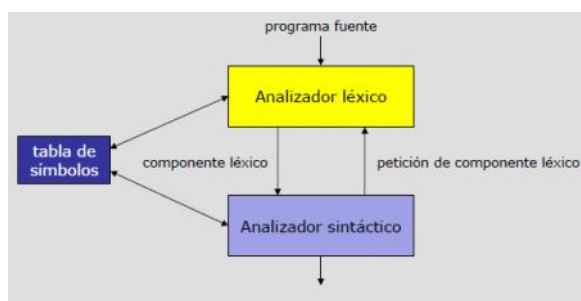 programa fuente
Analizador léxico
tabla de
símbolos
componente léxico
petición de componente léxico
Analizador sintáctico